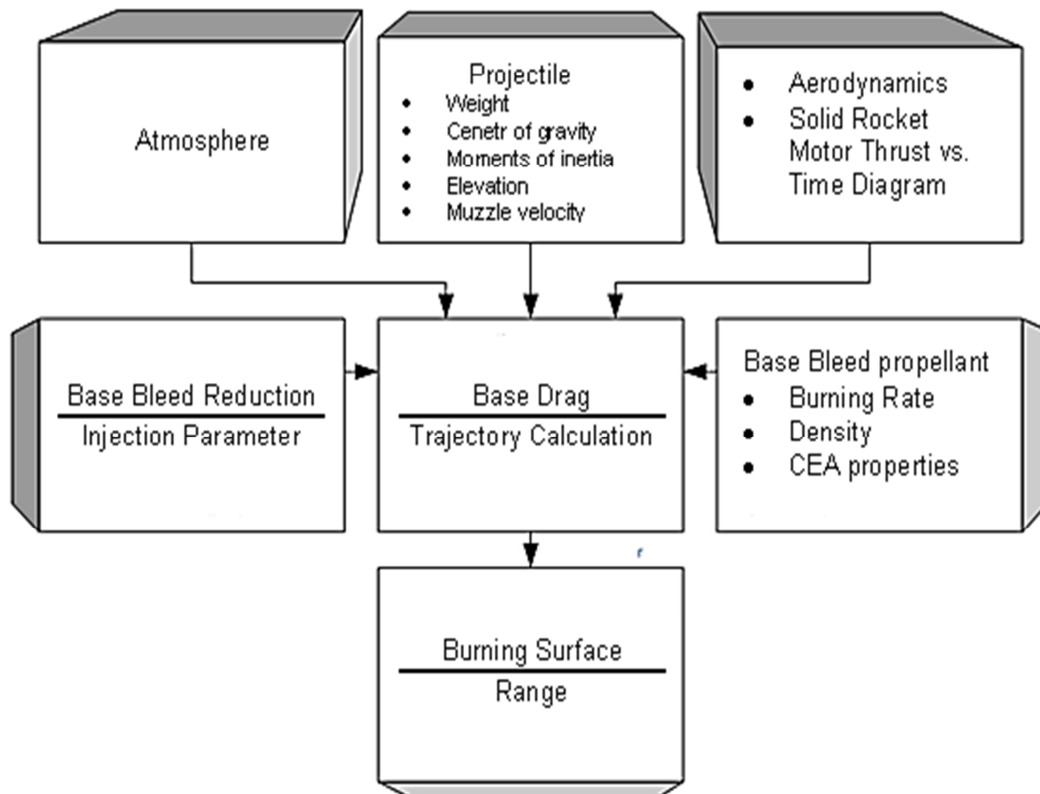 Atmosphere
Projectile
• Weight
• Cenetr of gravity
• Moments of inertia
• Elevation
• Muzzle velocity
• Aerodynamics
• Solid Rocket
Motor Thrust vs.
Time Diagram
Base Bleed Reduction
Injection Parameter
Base Drag
Trajectory Calculation
Base Bleed propellant
• Burning Rate
• Density
• CEA properties
r
Burning Surface
Range